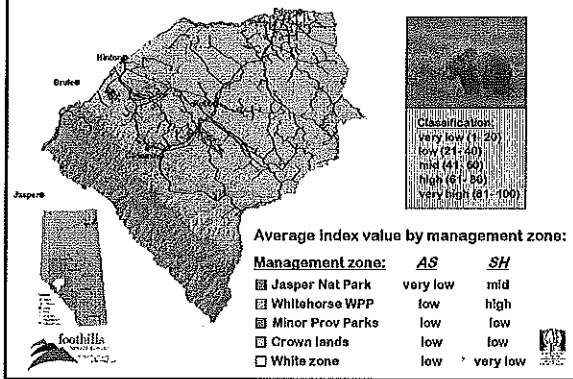 Edson
Hinton
Brule
Jasper
Classification:
very low (1-20)
low (21-40)
mid (41-60)
high (61-80)
very high (81-100)
Average index value by management zone:
Management zone: AS SH
Jasper Nat Park very low mid
Whitehorse WPP low high
Minor Prov Parks low low
Crown lands low low
White zone low very low
foothills